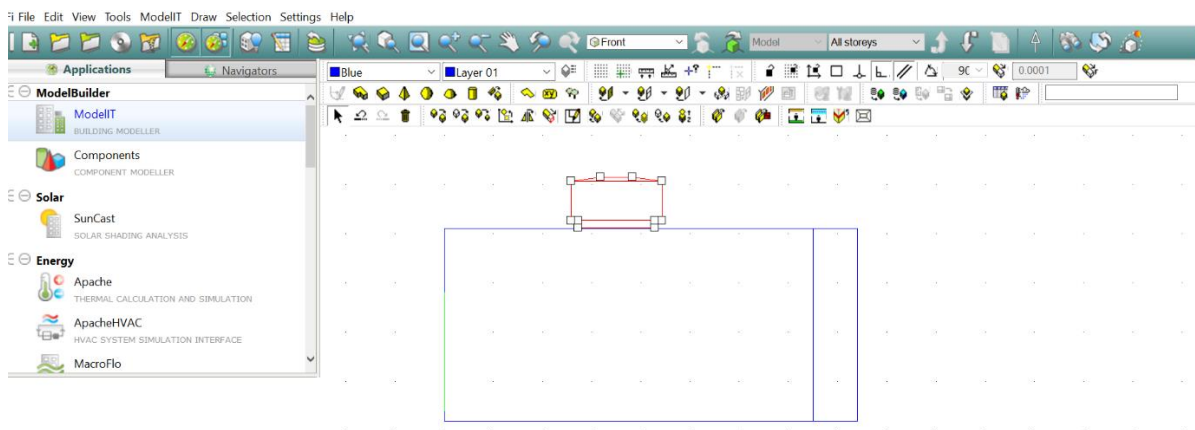 Fi File Edit View Tools ModelIT Draw Selection Settings Help
Front Model All storeys
Applications Navigators
Blue Layer 01 90 0.0001
ModelBuilder
ModelIT
BUILDING MODELLER
Components
COMPONENT MODELLER
Solar
SunCast
SOLAR SHADING ANALYSIS
Energy
Apache
THERMAL CALCULATION AND SIMULATION
ApacheHVAC
HVAC SYSTEM SIMULATION INTERFACE
MacroFlo